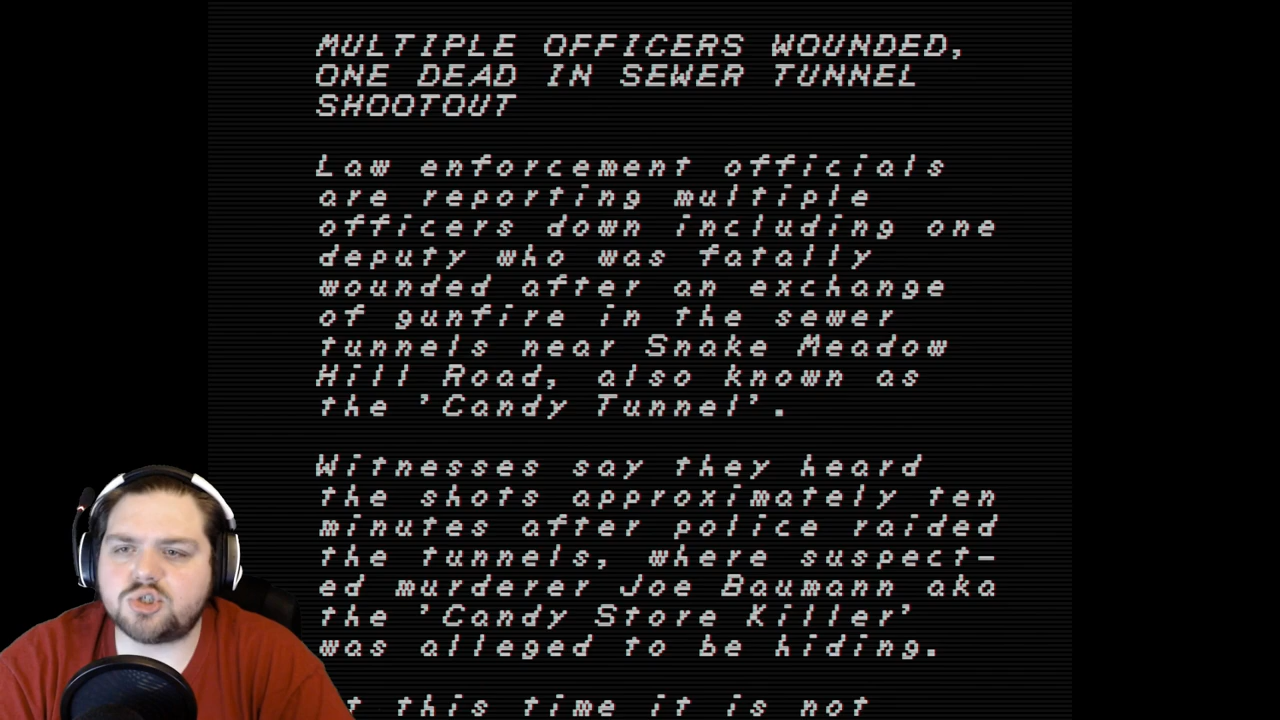 MULTIPLE OFFICERS WOUNDED,
ONE DEAD IN SEWER TUNNEL
SHOOTOUT
Law enforcement officials
are reporting multiple
officers down including one
deputy who was fatally
wounded after an exchange
of gunfire in the sewer
tunnels near Snake Meadow
Hill Road, also known as
the 'Candy Tunnel'.
Witnesses say they heard
the shots approximately ten
minutes after police raided
the tunnels, where suspect-
ed murderer Joe Baumann aka
the 'Candy Store Killer'
was alleged to be hiding.
this time it is not